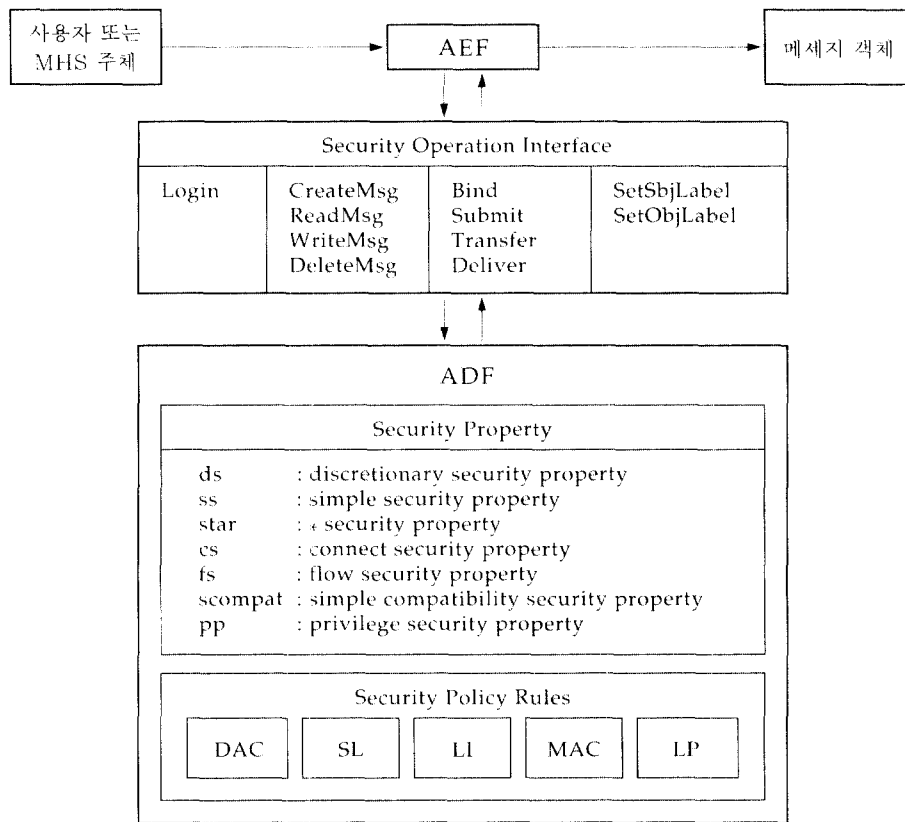 사용자 또는
MHS 주체
AEF
메세지 객체
Security Operation Interface
Login
CreateMsg
ReadMsg
WriteMsg
DeleteMsg
Bind
Submit
Transfer
Deliver
SetSbjLabel
SetObjLabel
ADF
Security Property
ds : discretionary security property
ss : simple security property
star : * security property
cs : connect security property
fs : flow security property
scompat : simple compatibility security property
pp : privilege security property
Security Policy Rules
DAC
SL
LI
MAC
LP